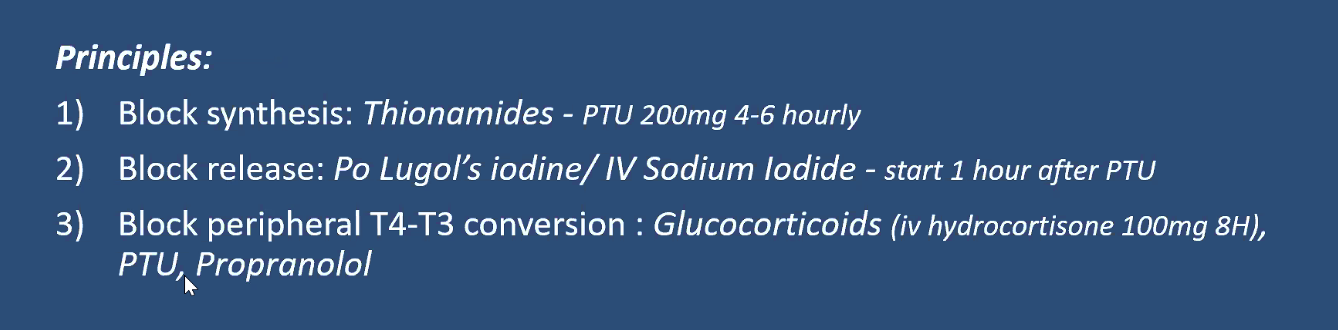 Principles:
1) Block synthesis: Thionamides - PTU 200mg 4-6 hourly
2) Block release: Po Lugol's iodine/ IV Sodium Iodide - start 1 hour after PTU
3) Block peripheral T4-T3 conversion : Glucocorticoids (iv hydrocortisone 100mg 8H),
PTU, Propranolol